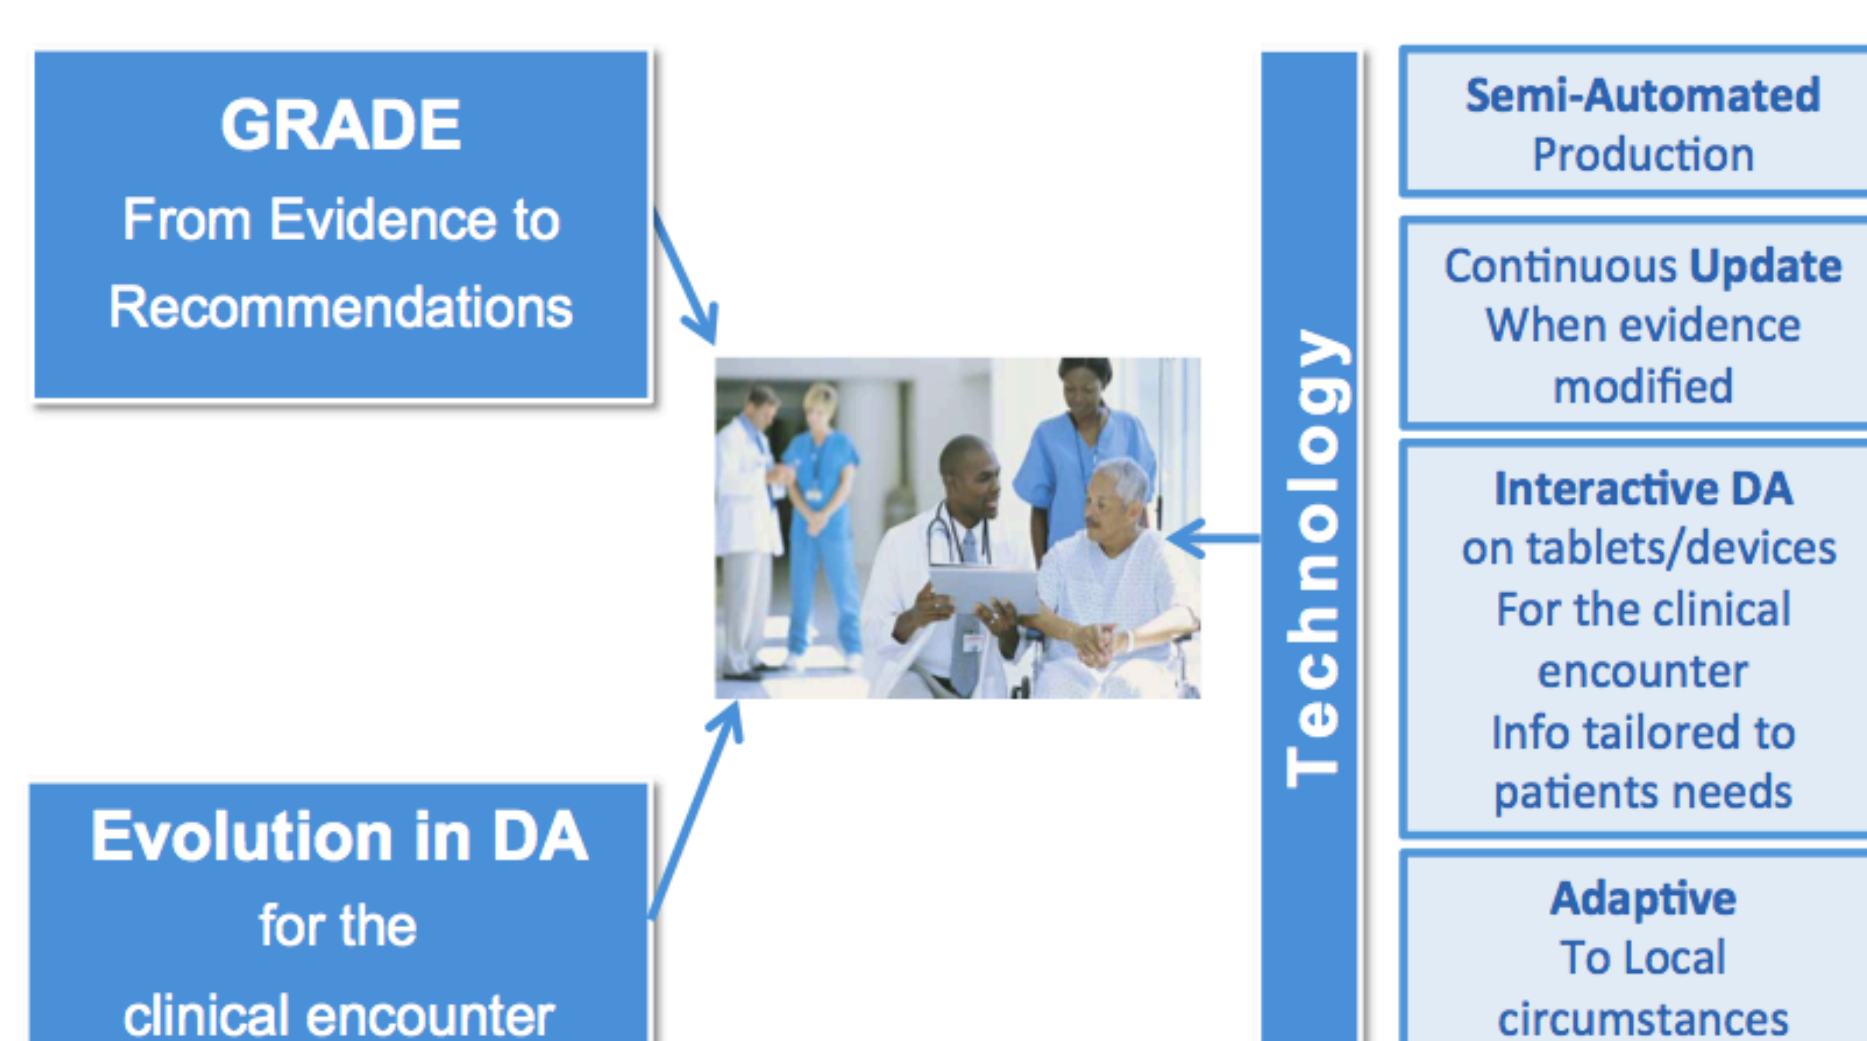 GRADE
From Evidence to
Recommendations
Evolution in DA
for the
clinical encounter
Technology
Semi-Automated
Production
Continuous Update
When evidence
modified
Interactive DA
on tablets/devices
For the clinical
encounter
Info tailored to
patients needs
Adaptive
To Local
circumstances